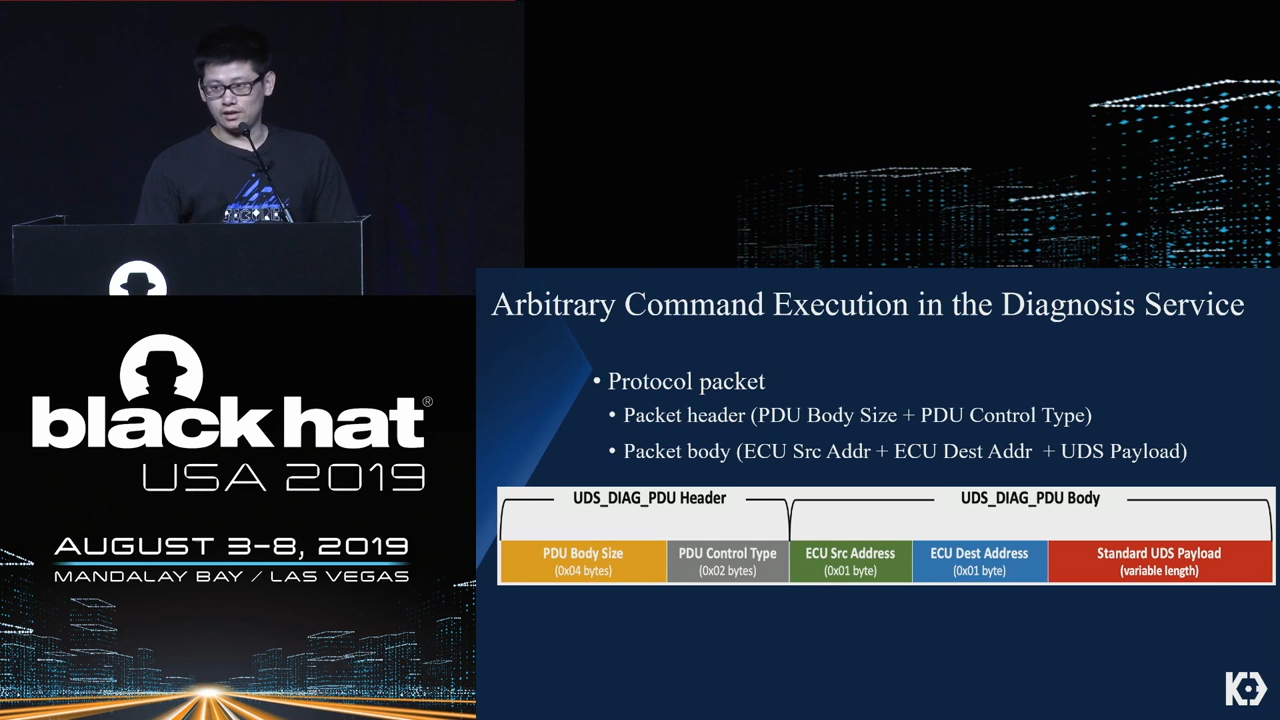 SECURE
black hat®
USA 2019
AUGUST 3-8, 2019
MANDALAY BAY / LAS VEGAS
Arbitrary Command Execution in the Diagnosis Service
• Protocol packet
• Packet header (PDU Body Size + PDU Control Type)
• Packet body (ECU Src Addr + ECU Dest Addr + UDS Payload)
UDS_DIAG_PDU Header
UDS_DIAG_PDU Body
PDU Body Size
(0x04 bytes)
PDU Control Type
(0x02 bytes)
ECU Src Address
(0x01 byte)
ECU Dest Address
(0x01 byte)
Standard UDS Payload
(variable length)